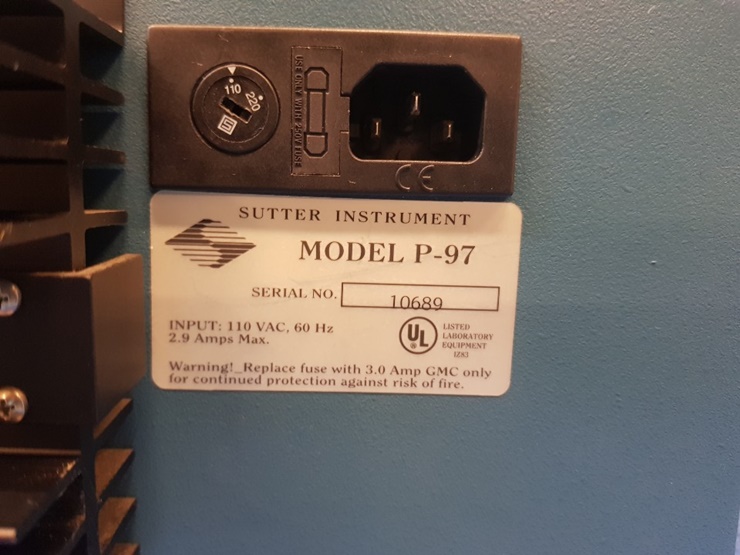 110
220
USE ONLY WITH 250V FUSE
CE
SUTTER INSTRUMENT
MODEL P-97
SERIAL NO. 10689
INPUT: 110 VAC, 60 Hz
2.9 Amps Max.
UL
LISTED
LABORATORY
EQUIPMENT
IZ83
Warning!_Replace fuse with 3.0 Amp GMC only
for continued protection against risk of fire.